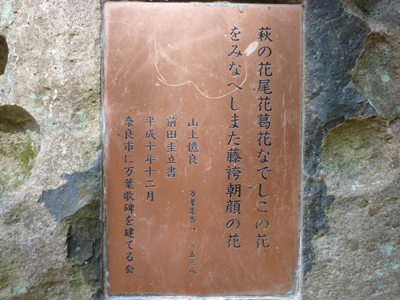 萩の花尾花葛花なでしこの花
をみなへしまた藤袴朝顔の花
山上憶良 万葉集巻八 一五三八
前田圭立書
平成十年十二月
奈良市に万葉歌碑を建てる会